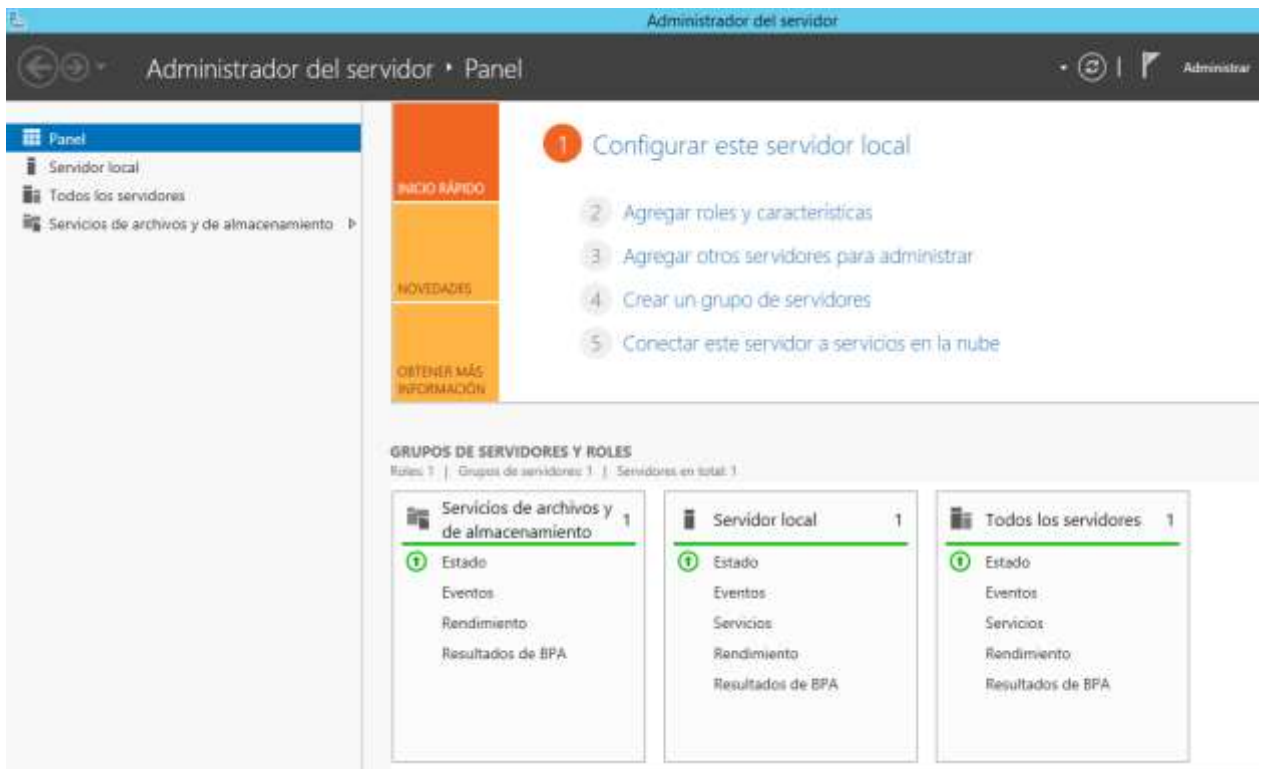 Administrador del servidor
Administrador del servidor ‣ Panel
Administrar
Panel
Servidor local
Todos los servidores
Servicios de archivos y de almacenamiento
INICIO RÁPIDO
NOVEDADES
OBTENER MÁS
INFORMACIÓN
1 Configurar este servidor local
2 Agregar roles y características
3 Agregar otros servidores para administrar
4 Crear un grupo de servidores
5 Conectar este servidor a servicios en la nube
GRUPOS DE SERVIDORES Y ROLES
Roles: 1 | Grupos de servidores: 1 | Servidores en total: 1
Servicios de archivos y
de almacenamiento 1
Estado
Eventos
Rendimiento
Resultados de BPA
Servidor local 1
Estado
Eventos
Servicios
Rendimiento
Resultados de BPA
Todos los servidores 1
Estado
Eventos
Servicios
Rendimiento
Resultados de BPA